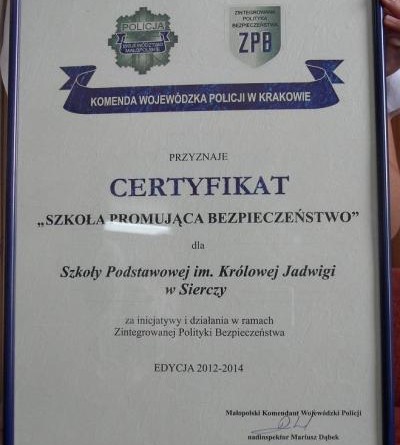 POLICJA
WOJEWÓDZTWO
MAŁOPOLSKIE
ZINTEGROWANA
POLITYKA
BEZPIECZEŃSTWA
ZPB
KOMENDA WOJEWÓDZKA POLICJI W KRAKOWIE
PRZYZNAJE
CERTYFIKAT
„SZKOŁA PROMUJĄCA BEZPIECZEŃSTWO”
dla
Szkoły Podstawowej im. Królowej Jadwigi
w Sierczy
za inicjatywy i działania w ramach
Zintegrowanej Polityki Bezpieczeństwa
EDYCJA 2012-2014
Małopolski Komendant Wojewódzki Policji
nadinspektor Mariusz Dąbek